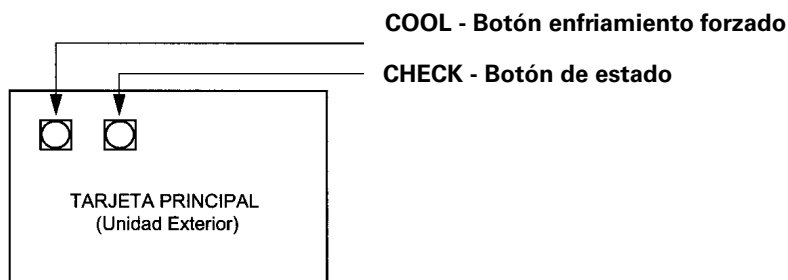 COOL - Botón enfriamiento forzado
CHECK - Botón de estado
TARJETA PRINCIPAL
(Unidad Exterior)